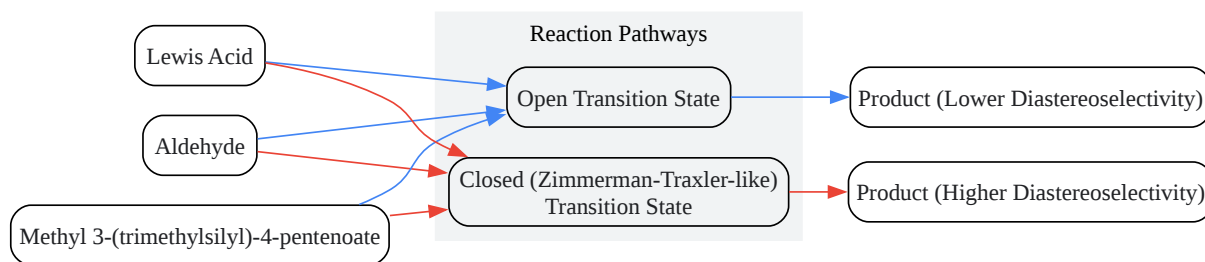 Reaction Pathways
Lewis Acid
Aldehyde
Methyl 3-(trimethylsilyl)-4-pentenoate
Open Transition State
Closed (Zimmerman-Traxler-like)
Transition State
Product (Lower Diastereoselectivity)
Product (Higher Diastereoselectivity)